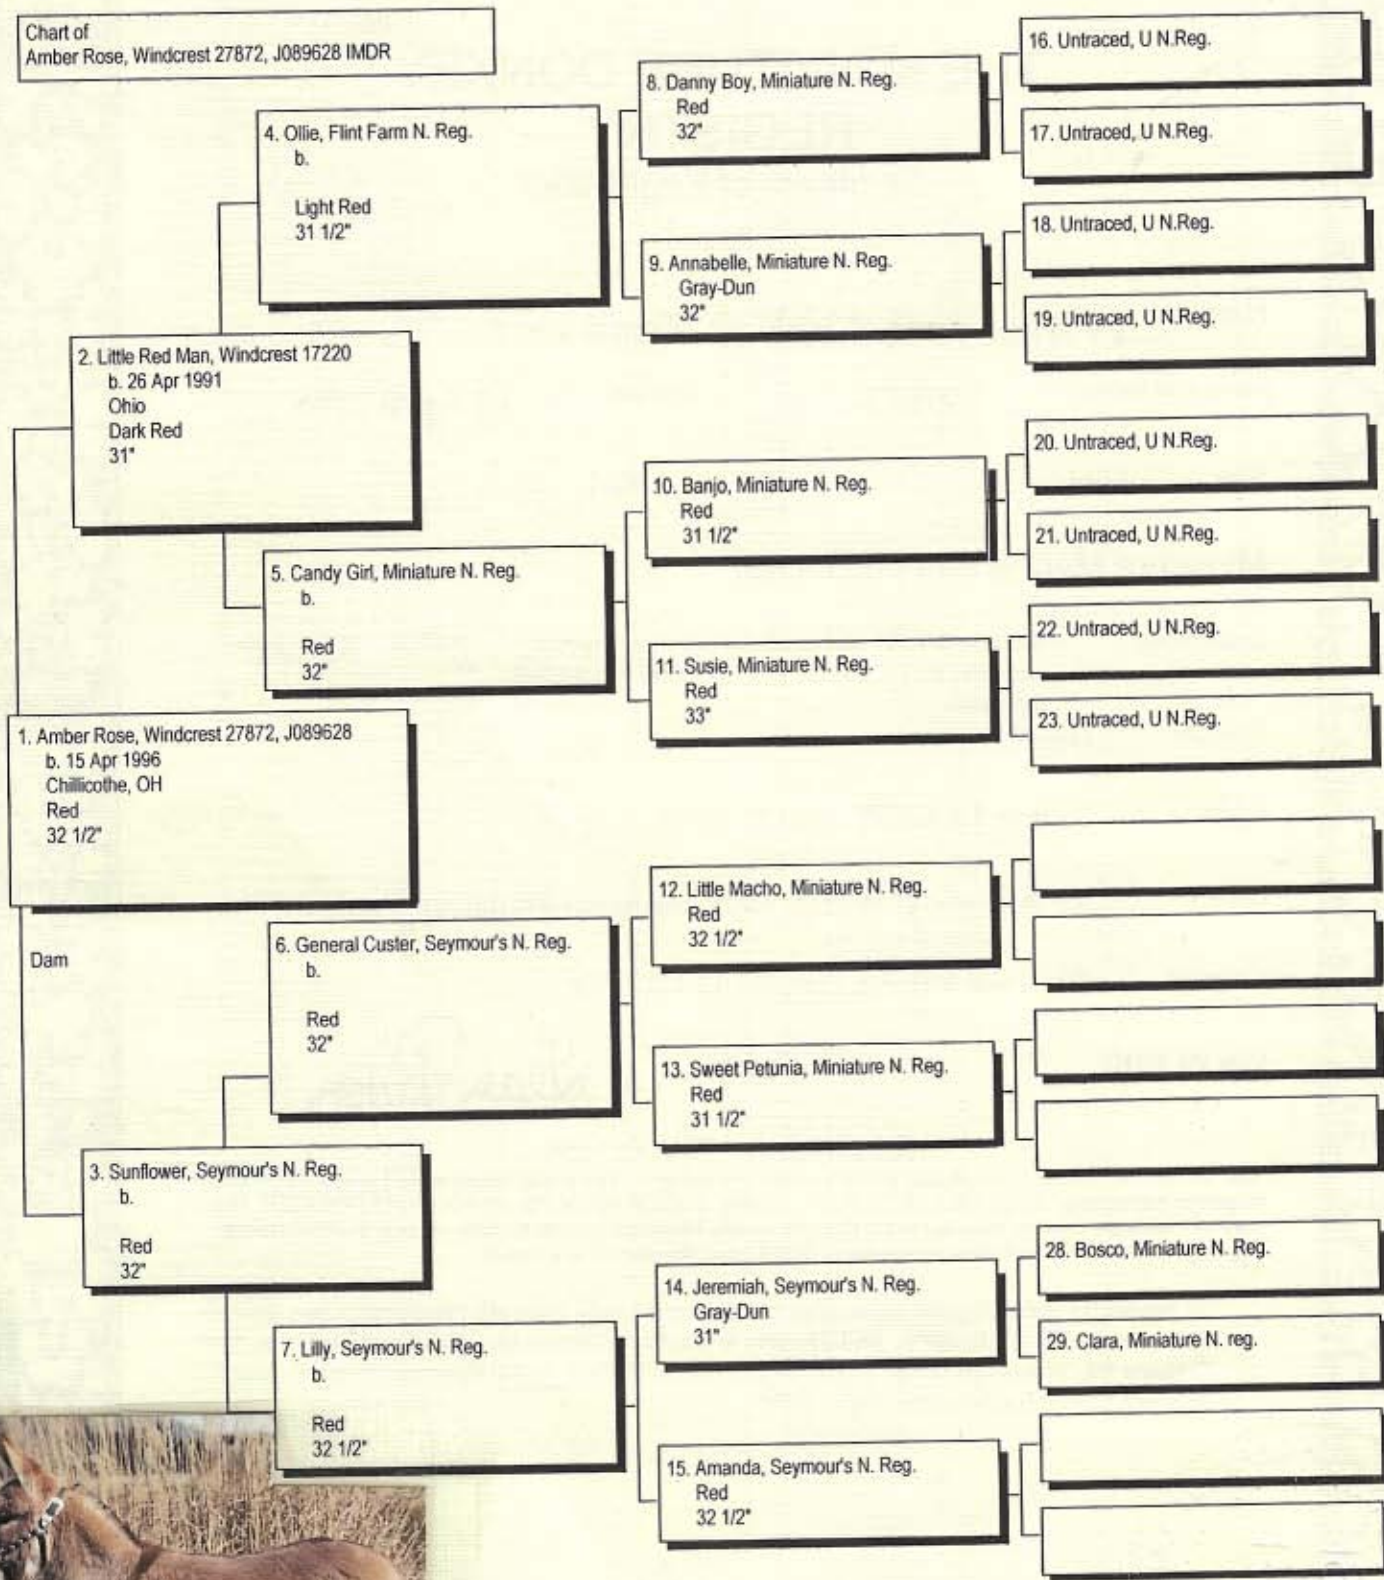 Chart of
Amber Rose, Windcrest 27872, J089628 IMDR
1. Amber Rose, Windcrest 27872, J089628
b. 15 Apr 1996
Chillicothe, OH
Red
32 1/2"
Dam
2. Little Red Man, Windcrest 17220
b. 26 Apr 1991
Ohio
Dark Red
31"
3. Sunflower, Seymour's N. Reg.
b.
Red
32"
4. Ollie, Flint Farm N. Reg.
b.
Light Red
31 1/2"
5. Candy Girl, Miniature N. Reg.
b.
Red
32"
6. General Custer, Seymour's N. Reg.
b.
Red
32"
7. Lilly, Seymour's N. Reg.
b.
Red
32 1/2"
8. Danny Boy, Miniature N. Reg.
Red
32"
9. Annabelle, Miniature N. Reg.
Gray-Dun
32"
10. Banjo, Miniature N. Reg.
Red
31 1/2"
11. Susie, Miniature N. Reg.
Red
33"
12. Little Macho, Miniature N. Reg.
Red
32 1/2"
13. Sweet Petunia, Miniature N. Reg.
Red
31 1/2"
14. Jeremiah, Seymour's N. Reg.
Gray-Dun
31"
15. Amanda, Seymour's N. Reg.
Red
32 1/2"
16. Untraced, U N.Reg.
17. Untraced, U N.Reg.
18. Untraced, U N.Reg.
19. Untraced, U N.Reg.
20. Untraced, U N.Reg.
21. Untraced, U N.Reg.
22. Untraced, U N.Reg.
23. Untraced, U N.Reg.
28. Bosco, Miniature N. Reg.
29. Clara, Miniature N. reg.